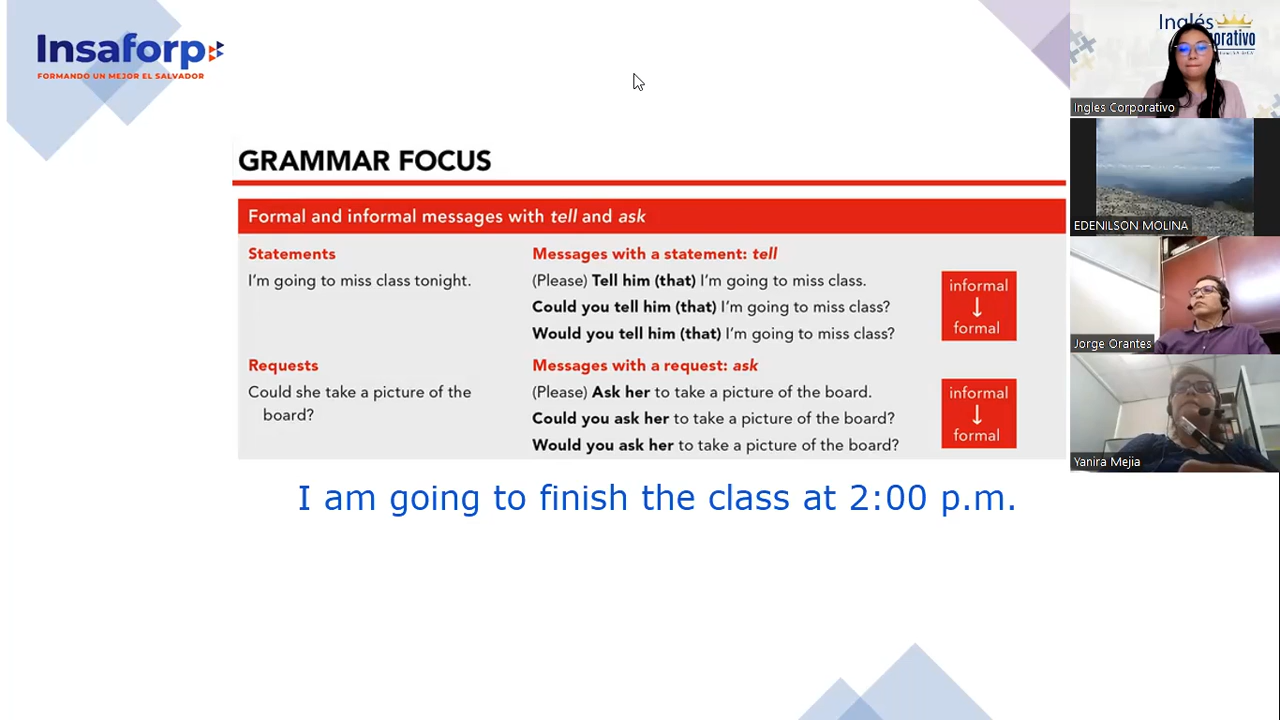 Insaforp
FORMANDO UN MEJOR EL SALVADOR
GRAMMAR FOCUS
Formal and informal messages with tell and ask
Statements
Messages with a statement: tell
I'm going to miss class tonight.
(Please) Tell him (that) I'm going to miss class.
Could you tell him (that) I'm going to miss class?
Would you tell him (that) I'm going to miss class?
informal
formal
Requests
Messages with a request: ask
Could she take a picture of the
board?
(Please) Ask her to take a picture of the board.
Could you ask her to take a picture of the board?
Would you ask her to take a picture of the board?
informal
formal
I am going to finish the class at 2:00 p.m.
Inglés
Ingles Corporativo
EDENILSON MOLINA
Jorge Orantes
Yanira Mejia